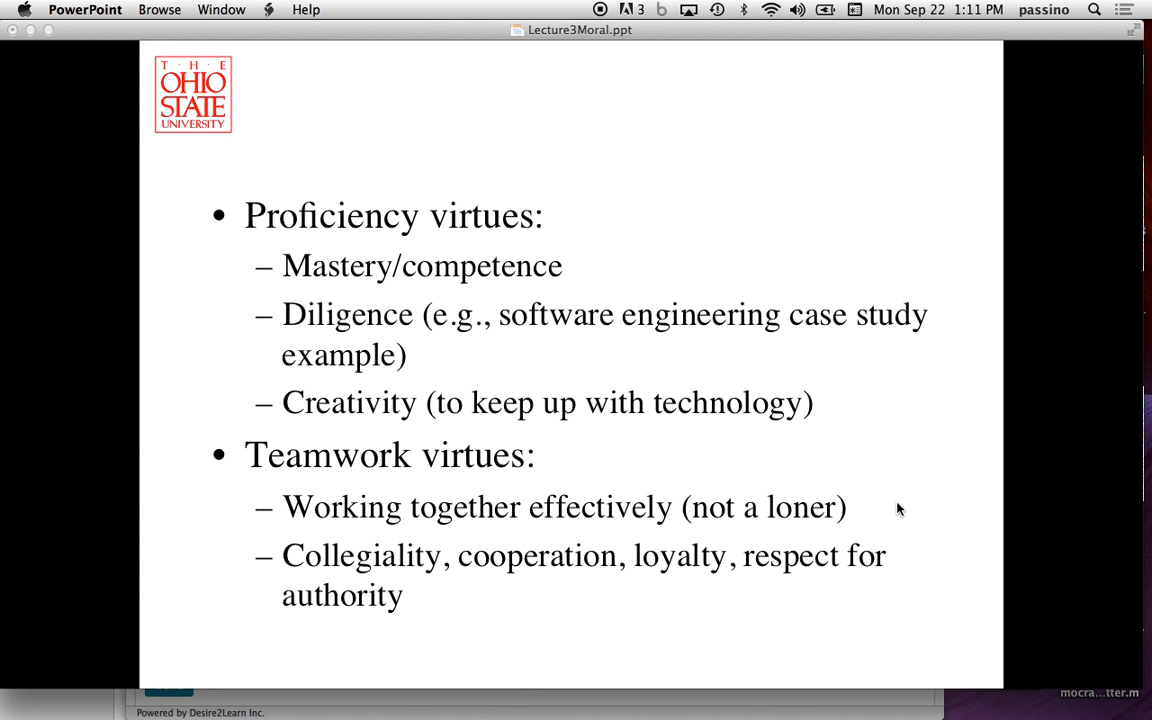 PowerPoint Browse Window Help 3 Mon Sep 22 1:11 PM passino
Lecture3Moral.ppt
T · H · E
OHIO
STATE
UNIVERSITY
• Proficiency virtues:
– Mastery/competence
– Diligence (e.g., software engineering case study
example)
– Creativity (to keep up with technology)
• Teamwork virtues:
– Working together effectively (not a loner)
– Collegiality, cooperation, loyalty, respect for
authority
mocra...tter.m
Powered by Desire2Learn Inc.